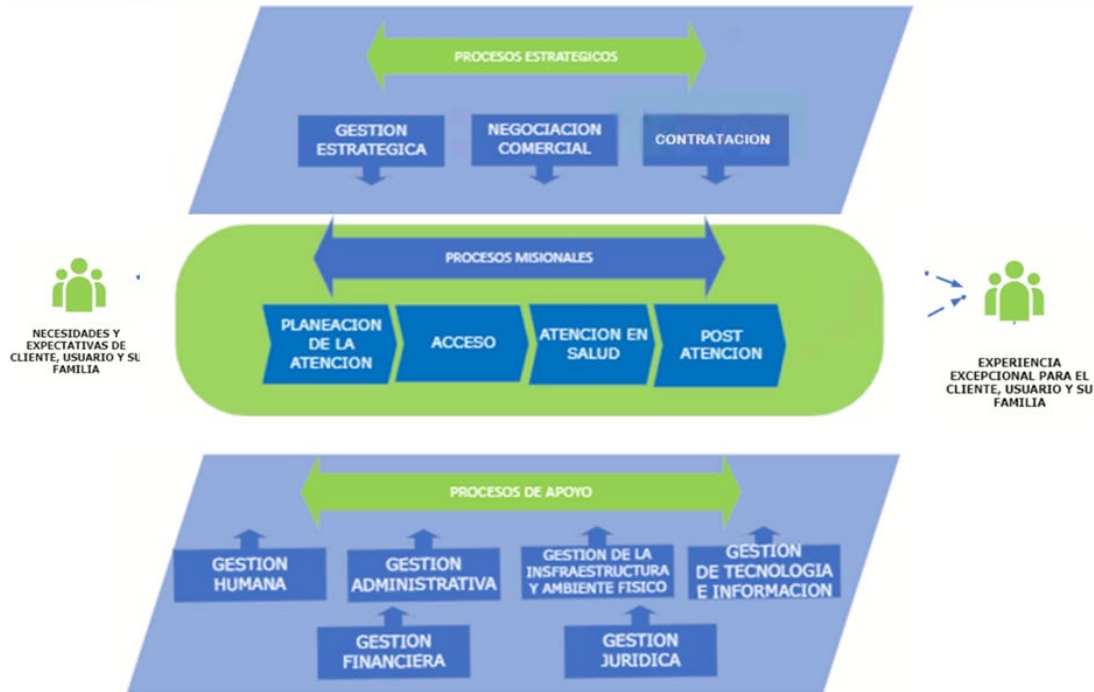 PROCESOS ESTRATEGICOS
GESTION
ESTRATEGICA
NEGOCIACION
COMERCIAL
CONTRATACION
PROCESOS MISIONALES
NECESIDADES Y
EXPECTATIVAS DE
CLIENTE, USUARIO Y SU
FAMILIA
PLANEACION
DE LA
ATENCION
ACCESO
ATENCION EN
SALUD
POST
ATENCION
EXPERIENCIA
EXCEPCIONAL PARA EL
CLIENTE, USUARIO Y SU
FAMILIA
PROCESOS DE APOYO
GESTION
HUMANA
GESTION
ADMINISTRATIVA
GESTION DE LA
INSFRAESTRUCTURA
Y AMBIENTE FISICO
GESTION
DE TECNOLOGIA
E INFORMACION
GESTION
FINANCIERA
GESTION
JURIDICA